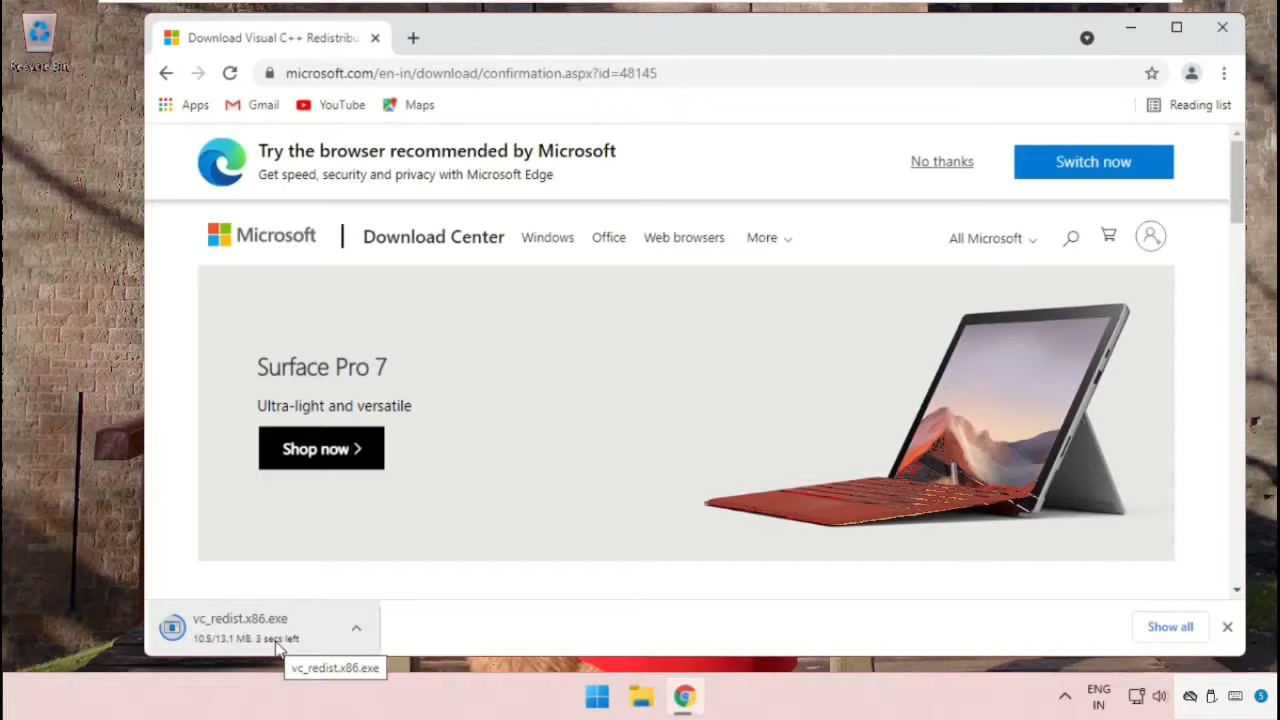 Recycle Bin
Download Visual C++ Redistribu
microsoft.com/en-in/download/confirmation.aspx?id=48145
Apps Gmail YouTube Maps Reading list
Try the browser recommended by Microsoft
Get speed, security and privacy with Microsoft Edge
No thanks Switch now
Microsoft Download Center Windows Office Web browsers More All Microsoft
Surface Pro 7
Ultra-light and versatile
Shop now
vc_redist.x86.exe
10.5/13.1 MB, 3 secs left
Show all
vc_redist.x86.exe
ENG
IN
5